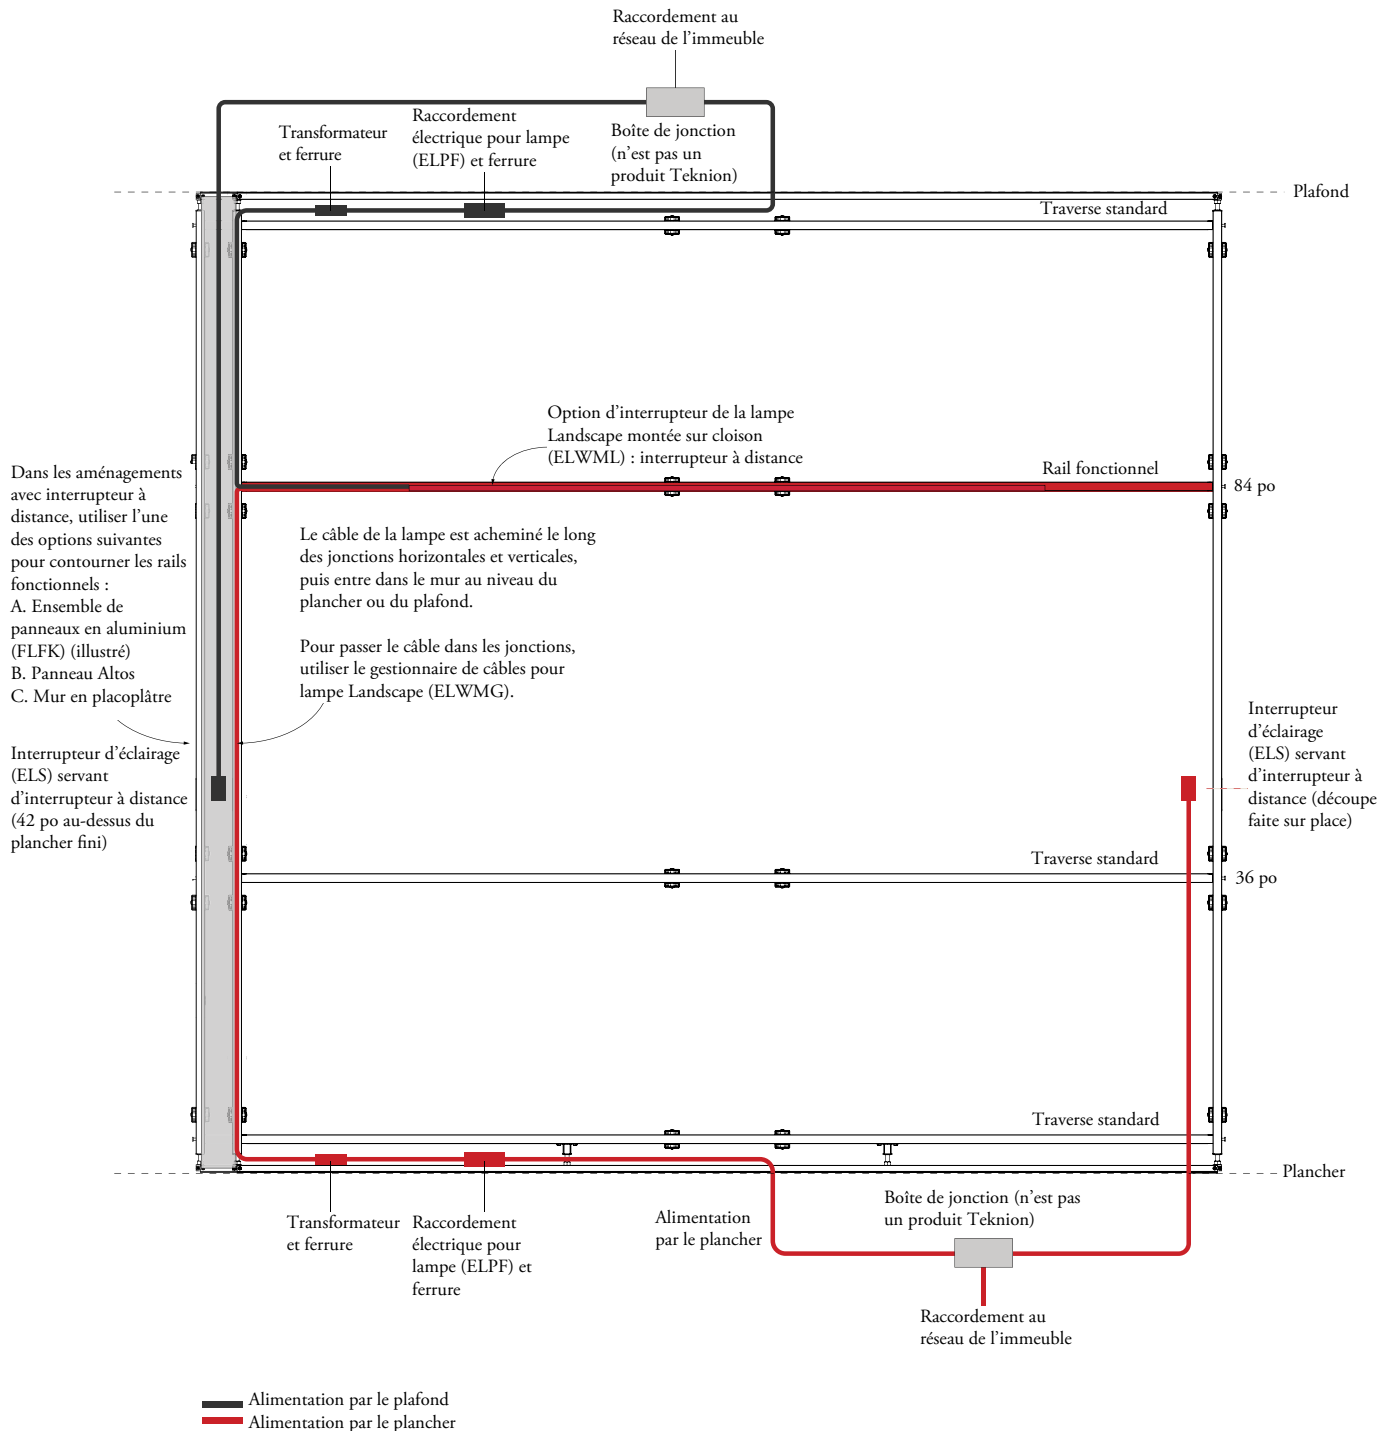 Raccordement au
réseau de l’immeuble
Transformateur
et ferrure
Raccordement
électrique pour lampe
(ELPF) et ferrure
Boîte de jonction
(n’est pas un
produit Teknion)
Plafond
Traverse standard
Option d’interrupteur de la lampe
Landscape montée sur cloison
(ELWML) : interrupteur à distance
Rail fonctionnel
84 po
Dans les aménagements
avec interrupteur à
distance, utiliser l’une
des options suivantes
pour contourner les rails
fonctionnels :
A. Ensemble de
panneaux en aluminium
(FLFK) (illustré)
B. Panneau Altos
C. Mur en placoplâtre
Le câble de la lampe est acheminé le long
des jonctions horizontales et verticales,
puis entre dans le mur au niveau du
plancher ou du plafond.
Pour passer le câble dans les jonctions,
utiliser le gestionnaire de câbles pour
lampe Landscape (ELWMG).
Interrupteur d’éclairage
(ELS) servant
d’interrupteur à distance
(42 po au-dessus du
plancher fini)
Interrupteur
d’éclairage
(ELS) servant
d’interrupteur à
distance (découpe
faite sur place)
Traverse standard
36 po
Traverse standard
Plancher
Transformateur
et ferrure
Raccordement
électrique pour
lampe (ELPF) et
ferrure
Alimentation
par le plancher
Boîte de jonction (n’est pas
un produit Teknion)
Raccordement au
réseau de l’immeuble
Alimentation par le plafond
Alimentation par le plancher